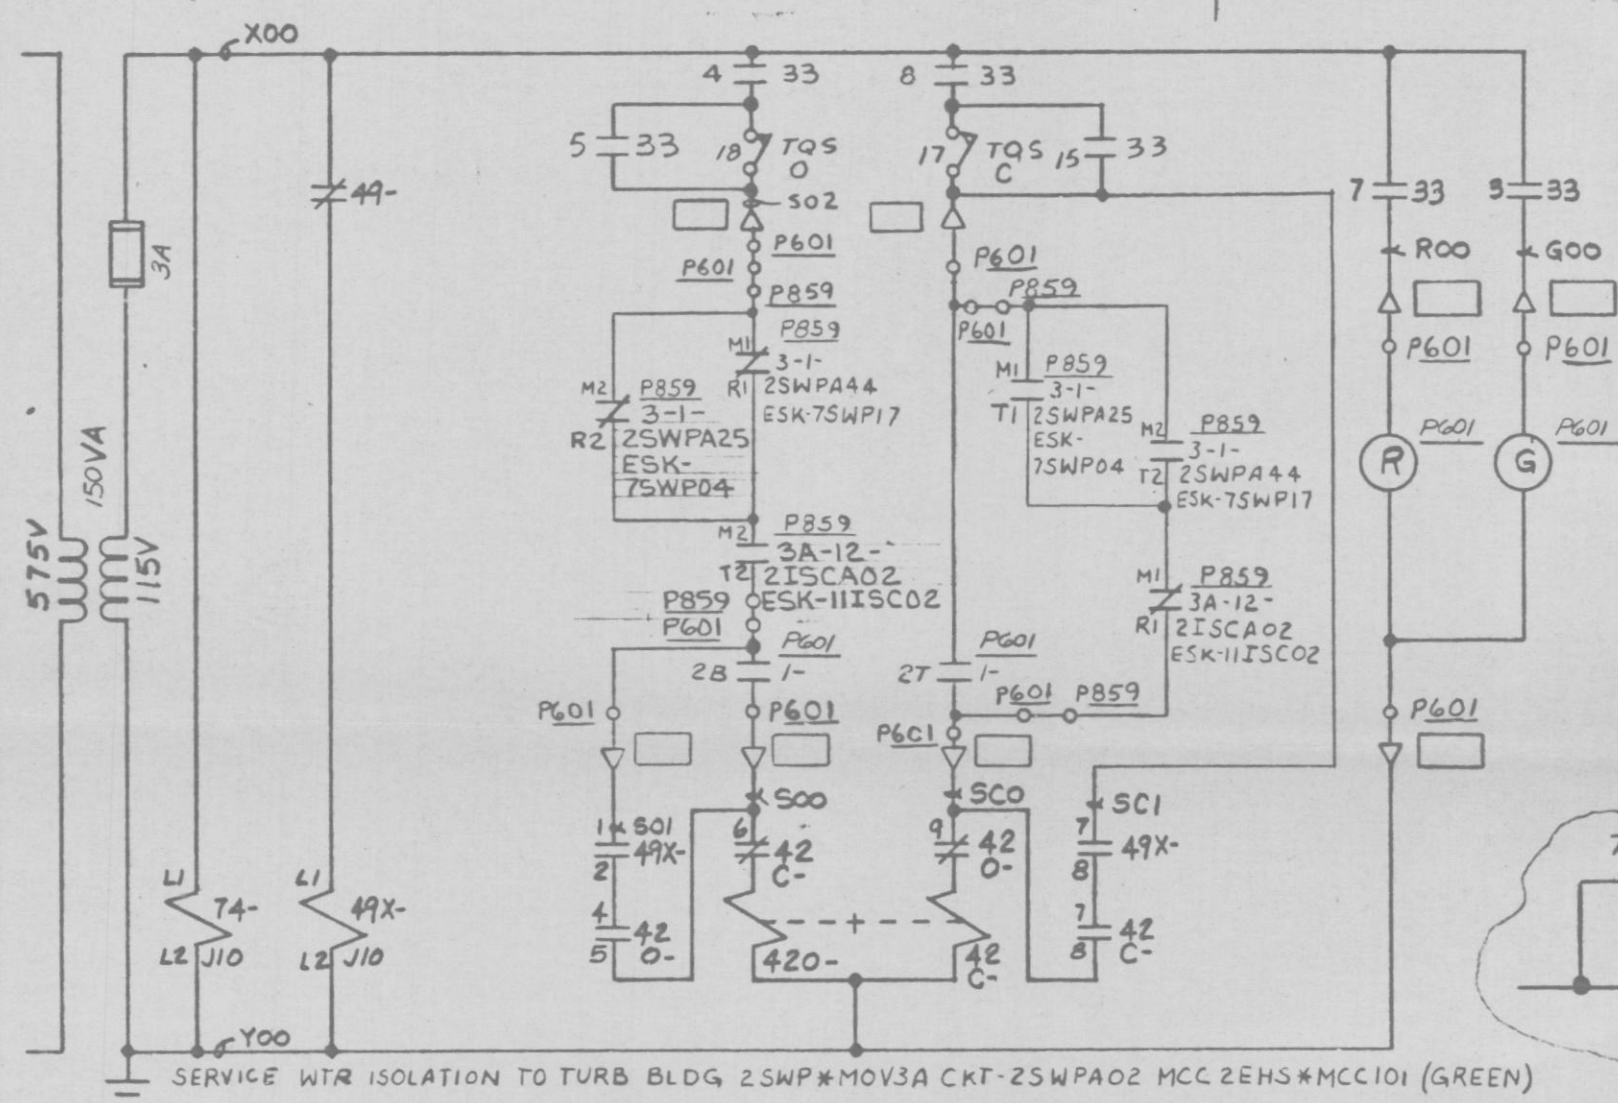 X00
4 33
8 33
5 33
18 TQS
O
17 TQS
C
15 33
49-
S02
7 33
3 33
R00
G00
3A
P601
P601
P859
P601
P859
P601
P601
P601
P859
M1
3-1-
R1 2SWPA44
ESK-7SWP17
M2 P859
3-1-
R2 2SWPA25
ESK-
7SWP04
M1 P859
3-1-
T1 2SWPA25
ESK-
7SWP04
M2 P859
3-1-
T2 2SWPA44
ESK-7SWP17
R
P601
G
P601
150VA
575V
115V
M2 P859
3A-12-
T2 2ISCA02
ESK-11ISC02
P859
P601
M1 P859
3A-12-
R1 2ISCA02
ESK-11ISC02
P601
2B 1-
P601
2T 1-
P601 P859
P601
P601
P601
P601
S00
SC0
SC1
1 S01
49X-
2
6
42
C-
9
42
O-
7
49X-
8
4
42
5 O-
7
42
8 C-
L1
74-
L2 J10
L1
49X-
L2 J10
42O-
42
C-
Y00
SERVICE WTR ISOLATION TO TURB BLDG 2SWP*MOV3A CKT-2SWPA02 MCC 2EHS*MCC101 (GREEN)